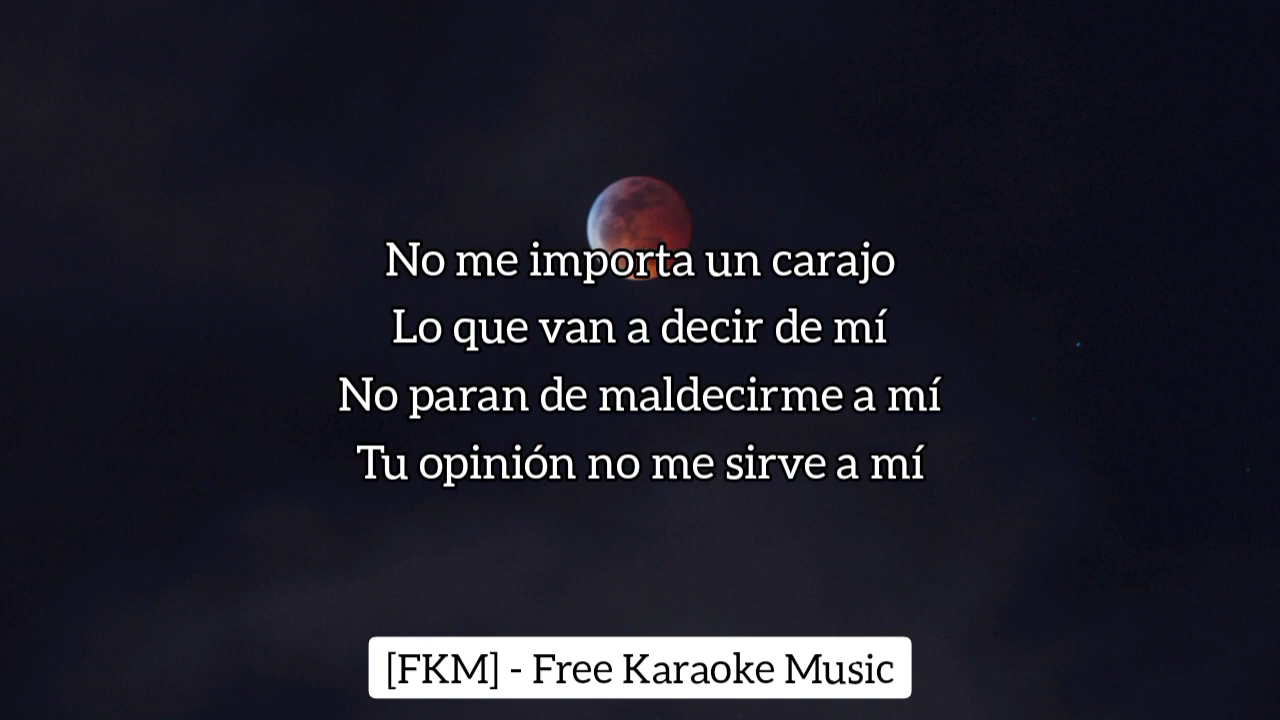 No me importa un carajo
Lo que van a decir de mí
No paran de maldecirme a mí
Tu opinión no me sirve a mí
[FKM] - Free Karaoke Music